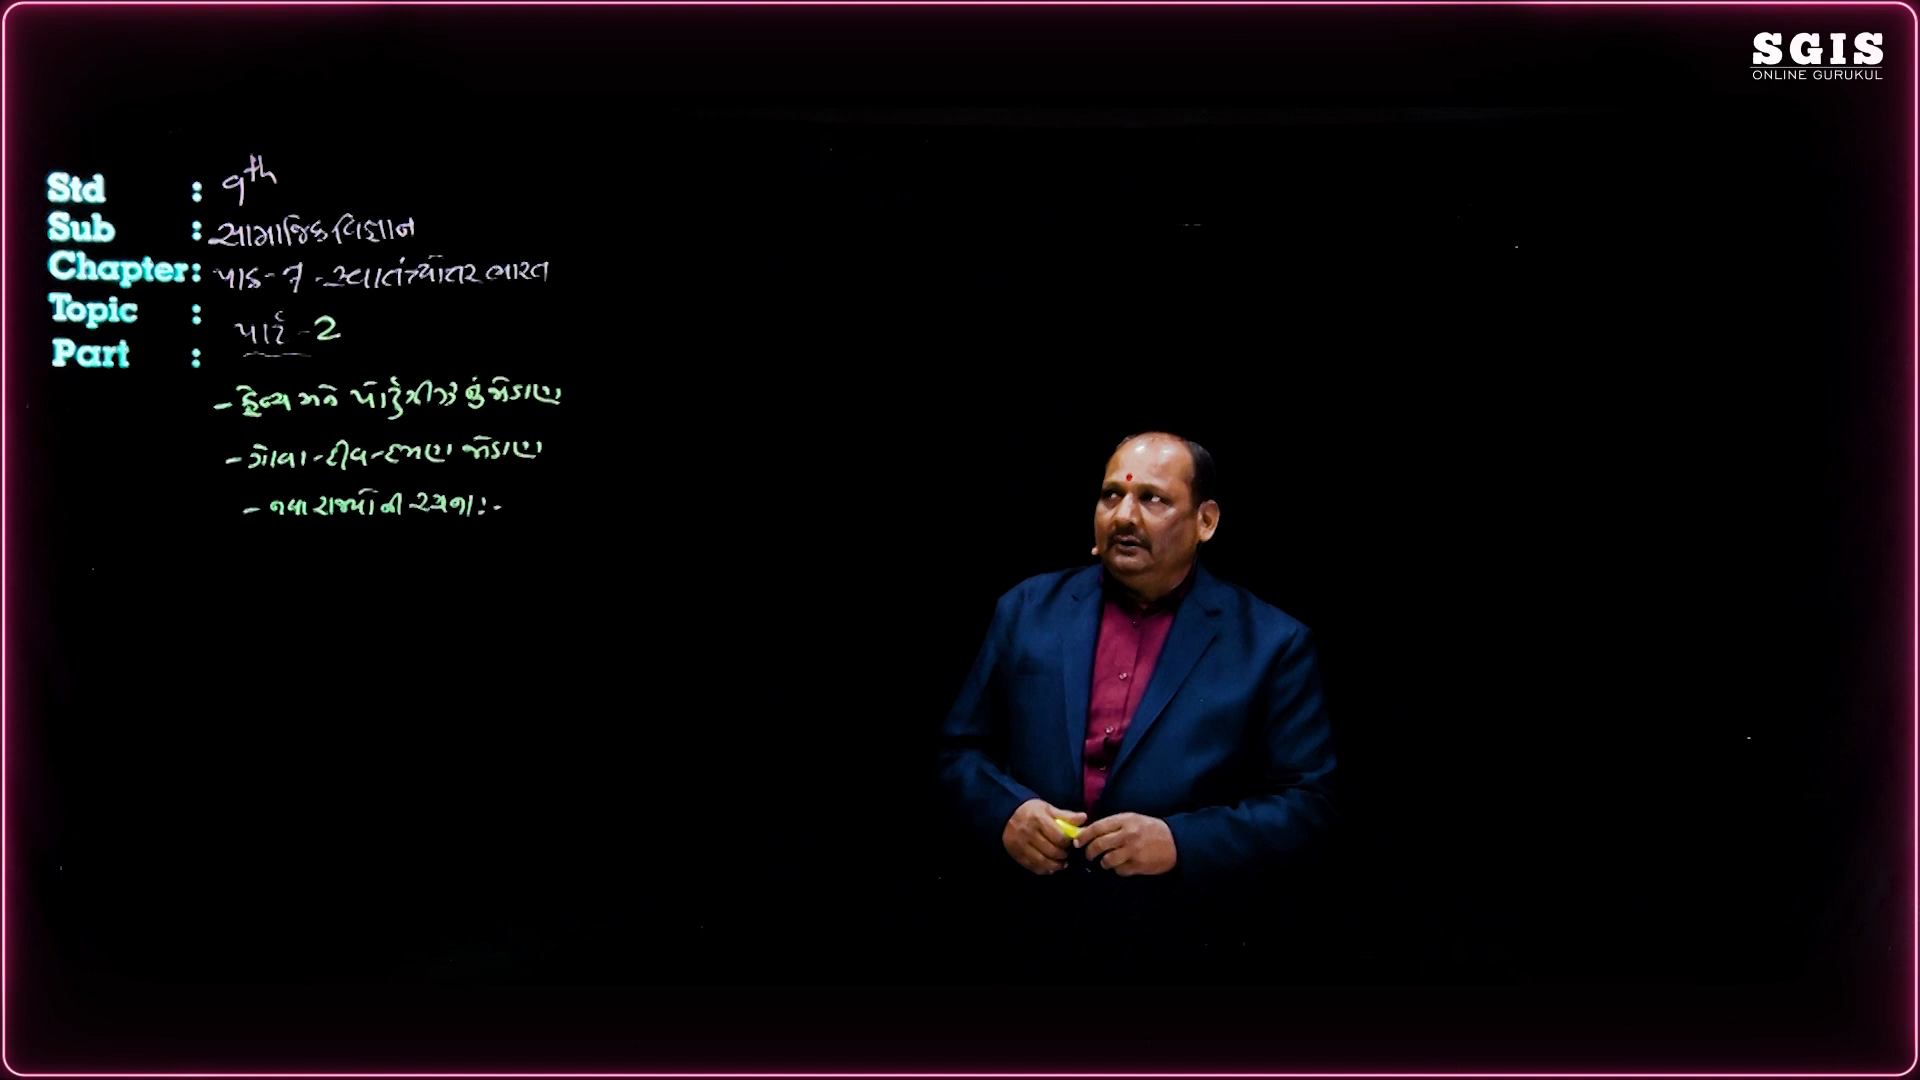 SGIS
ONLINE GURUKUL
Std : 9th
Sub : સામાજિક વિજ્ઞાન
Chapter : પાઠ - 7 - સ્વાતંત્ર્યોત્તર ભારત
Topic :
પાર્ટ - 2
Part :
- ફ્રેન્ચ અને પોર્ટુગીઝ નું જોડાણ
- ગોવા - દીવ - દમણ જોડાણ
- નવા રાજ્યોની રચના :-